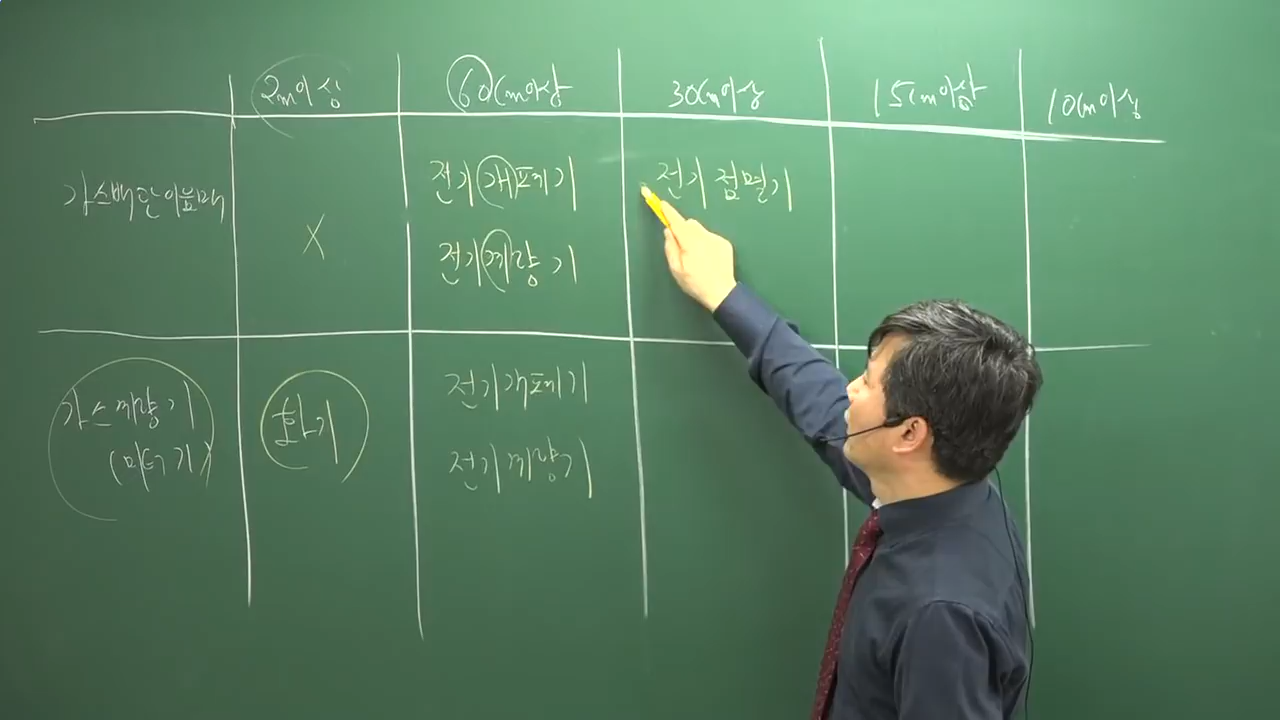 2m이상 60Cm이상 30Cm이상 15Cm이상 10Cm이상
가스배관이음매 X 전기개폐기 전기점멸기
전기계량기
가스계량기 화기 전기개폐기
(미터기) 전기계량기